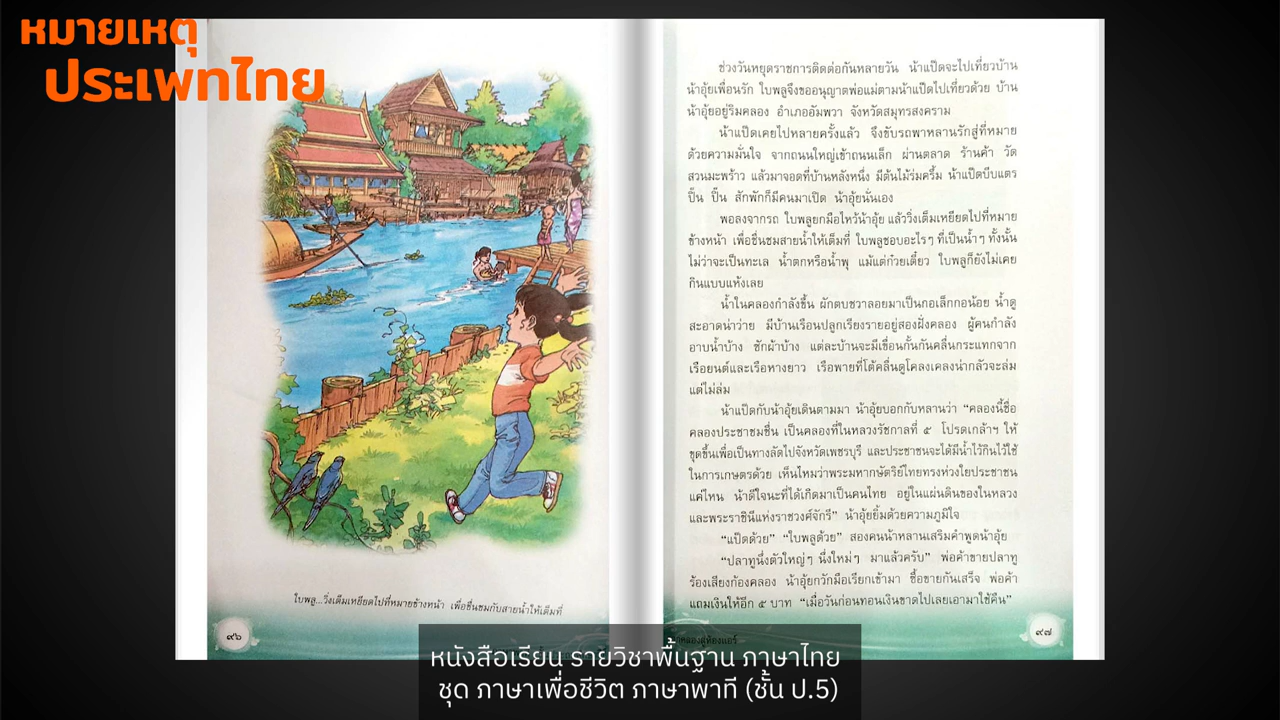 หมายเหตุ
ประเพทไทย
ใบพลู...วิ่งเต็มเหยียดไปที่หมายข้างหน้า เพื่อชื่นชมกับสายน้ำให้เต็มที่
๙๖
ช่วงวันหยุดราชการติดต่อกันหลายวัน น้าแป๊ดจะไปเที่ยวบ้าน
น้าอุ้ยเพื่อนรัก ใบพลูจึงขออนุญาตพ่อแม่ตามน้าแป๊ดไปเที่ยวด้วย บ้าน
น้าอุ้ยอยู่ริมคลอง อำเภออัมพวา จังหวัดสมุทรสงคราม
น้าแป๊ดเคยไปหลายครั้งแล้ว จึงขับรถพาหลานรักสู่ที่หมาย
ด้วยความมั่นใจ จากถนนใหญ่เข้าถนนเล็ก ผ่านตลาด ร้านค้า วัด
สวนมะพร้าว แล้วมาจอดที่บ้านหลังหนึ่ง มีต้นไม้ร่มครึ้ม น้าแป๊ดบีบแตร
ปิ๊น ปิ๊น สักพักก็มีคนมาเปิด น้าอุ้ยนั่นเอง
พอลงจากรถ ใบพลูยกมือไหว้น้าอุ้ย แล้ววิ่งเต็มเหยียดไปที่หมาย
ข้างหน้า เพื่อชื่นชมสายน้ำให้เต็มที่ ใบพลูชอบอะไรๆ ที่เป็นน้ำๆ ทั้งนั้น
ไม่ว่าจะเป็นทะเล น้ำตกหรือน้ำพุ แม้แต่ก๋วยเตี๋ยว ใบพลูก็ยังไม่เคย
กินแบบแห้งเลย
น้ำในคลองกำลังขึ้น ผักตบชวาลอยมาเป็นกอเล็กกอน้อย น้ำดู
สะอาดน่าว่าย มีบ้านเรือนปลูกเรียงรายอยู่สองฝั่งคลอง ผู้คนกำลัง
อาบน้ำบ้าง ซักผ้าบ้าง แต่ละบ้านจะมีเขื่อนกั้นกันคลื่นกระแทกจาก
เรือยนต์และเรือหางยาว เรือพายที่โต้คลื่นดูโคลงเคลงน่ากลัวจะล่ม
แต่ไม่ล่ม
น้าแป๊ดกับน้าอุ้ยเดินตามมา น้าอุ้ยบอกกับหลานว่า “คลองนี้ชื่อ
คลองประชาชมชื่น เป็นคลองที่ในหลวงรัชกาลที่ ๕ โปรดเกล้าฯ ให้
ขุดขึ้นเพื่อเป็นทางลัดไปจังหวัดเพชรบุรี และประชาชนจะได้มีน้ำไว้กินไว้ใช้
ในการเกษตรด้วย เห็นไหมว่าพระมหากษัตริย์ไทยทรงห่วงใยประชาชน
แค่ไหน น้าดีใจนะที่ได้เกิดมาเป็นคนไทย อยู่ในแผ่นดินของในหลวง
และพระราชินีแห่งราชวงศ์จักรี” น้าอุ้ยยิ้มด้วยความภูมิใจ
“แป๊ดด้วย” “ใบพลูด้วย” สองคนน้าหลานเสริมคำพูดน้าอุ้ย
“ปลาทูนึ่งตัวใหญ่ๆ นึ่งใหม่ๆ มาแล้วครับ” พ่อค้าขายปลาทู
ร้องเสียงก้องคลอง น้าอุ้ยกวักมือเรียกเข้ามา ซื้อขายกันเสร็จ พ่อค้า
แถมเงินให้อีก ๕ บาท “เมื่อวันก่อนทอนเงินขาดไปเลยเอามาใช้คืน”
๙๗
หนังสือเรียน รายวิชาพื้นฐาน ภาษาไทย
ชุด ภาษาเพื่อชีวิต ภาษาพาที (ชั้น ป.5)